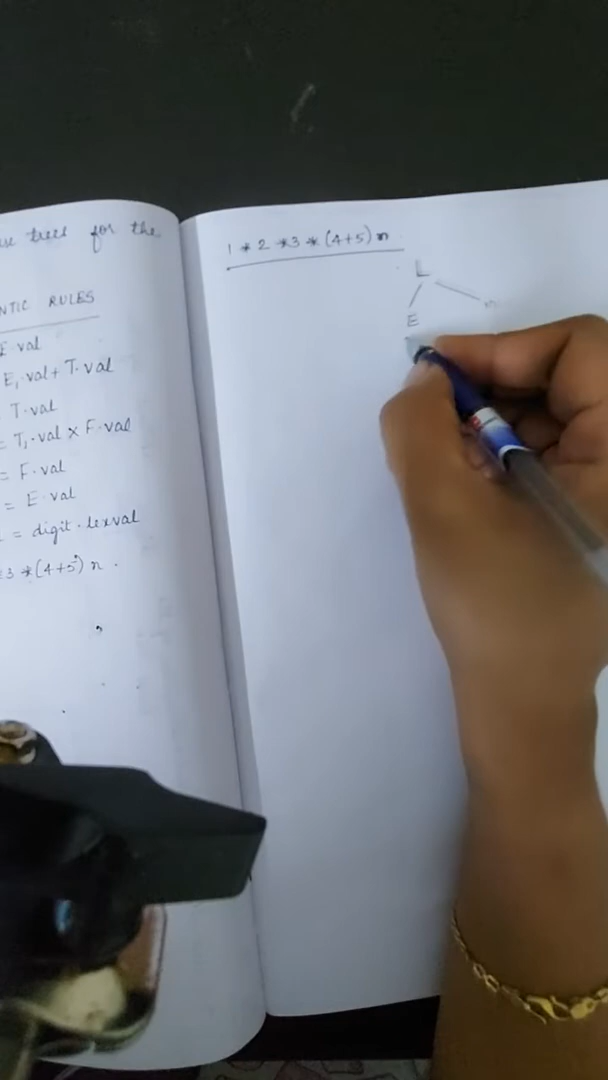 trees for the
NTIC RULES
E.val
E₁.val + T.val
= T.val
= T₁.val × F.val
= F.val
= E.val
= digit.lexval
*3 * (4+5) n.
1 * 2 * 3 * (4+5) n
L
n
E